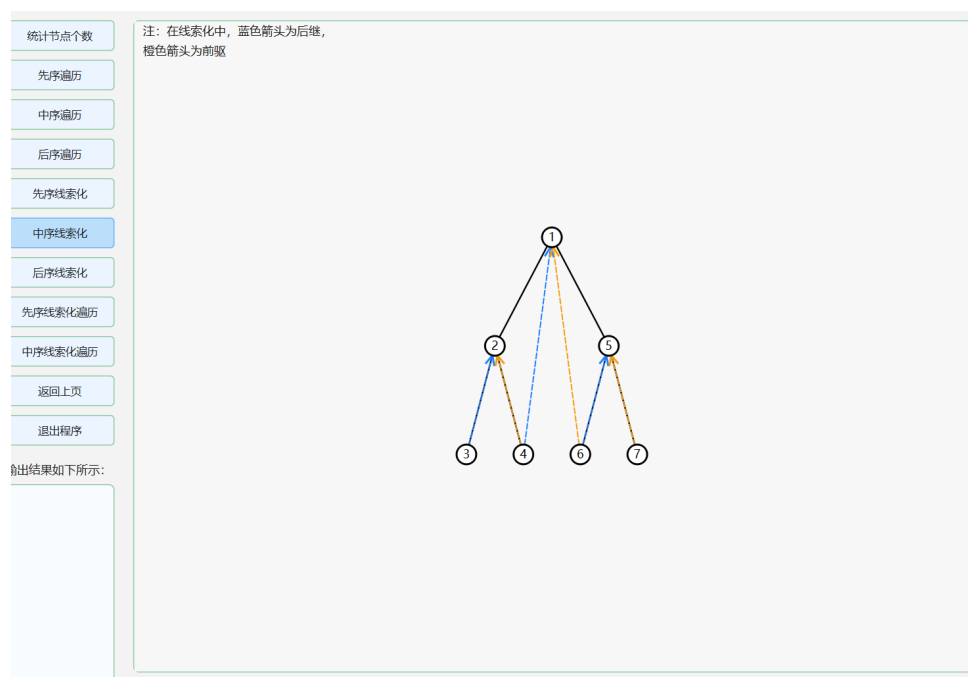 统计节点个数
先序遍历
中序遍历
后序遍历
先序线索化
中序线索化
后序线索化
先序线索化遍历
中序线索化遍历
返回上页
退出程序
出结果如下所示：
注：在线索化中，蓝色箭头为后继，
橙色箭头为前驱
1
2
5
3
4
6
7